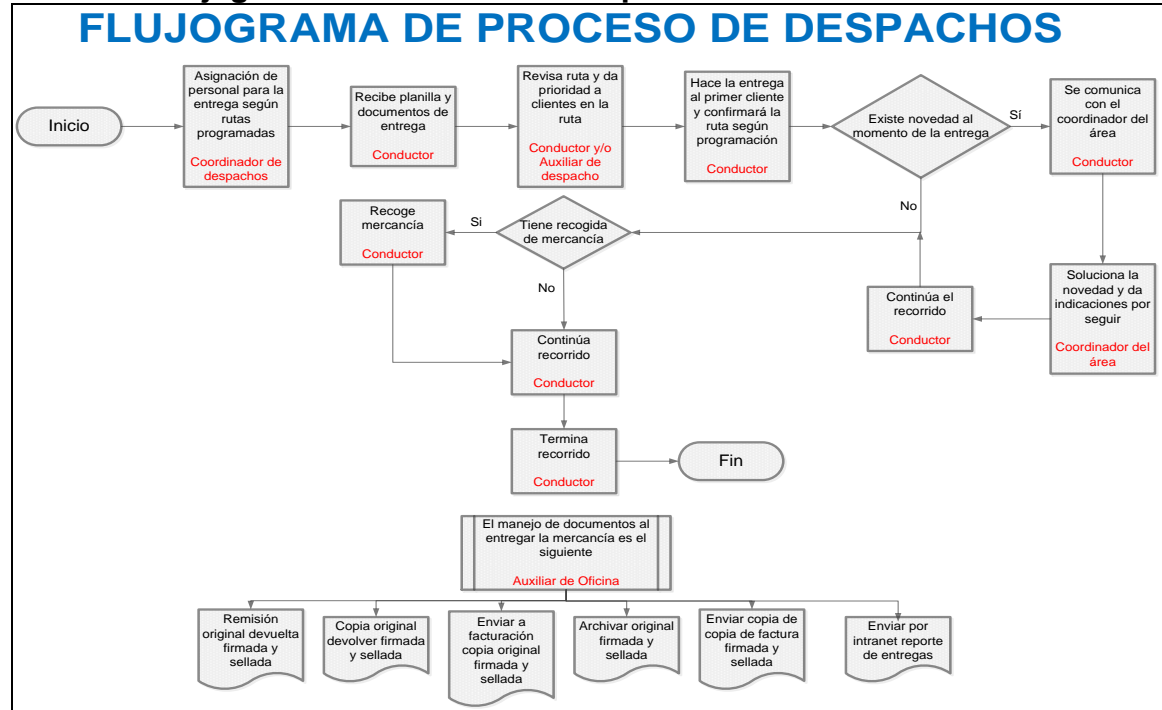 FLUJOGRAMA DE PROCESO DE DESPACHOS
Inicio
Asignación de
personal para la
entrega según
rutas
programadas
Coordinador de
despachos
Recibe planilla y
documentos de
entrega
Conductor
Revisa ruta y da
prioridad a
clientes en la
ruta
Conductor y/o
Auxiliar de
despacho
Hace la entrega
al primer cliente
y confirmará la
ruta según
programación
Conductor
Existe novedad al
momento de la entrega
Sí
Se comunica
con el
coordinador del
área
Conductor
No
Soluciona la
novedad y da
indicaciones por
seguir
Coordinador del
área
Continúa el
recorrido
Conductor
Tiene recogida
de mercancía
Si
Recoge
mercancía
Conductor
No
Continúa
recorrido
Conductor
Termina
recorrido
Conductor
Fin
El manejo de documentos al
entregar la mercancía es el
siguiente
Auxiliar de Oficina
Remisión
original devuelta
firmada y
sellada
Copia original
devolver firmada
y sellada
Enviar a
facturación
copia original
firmada y
sellada
Archivar original
firmada y
sellada
Enviar copia de
copia de factura
firmada y
sellada
Enviar por
intranet reporte
de entregas